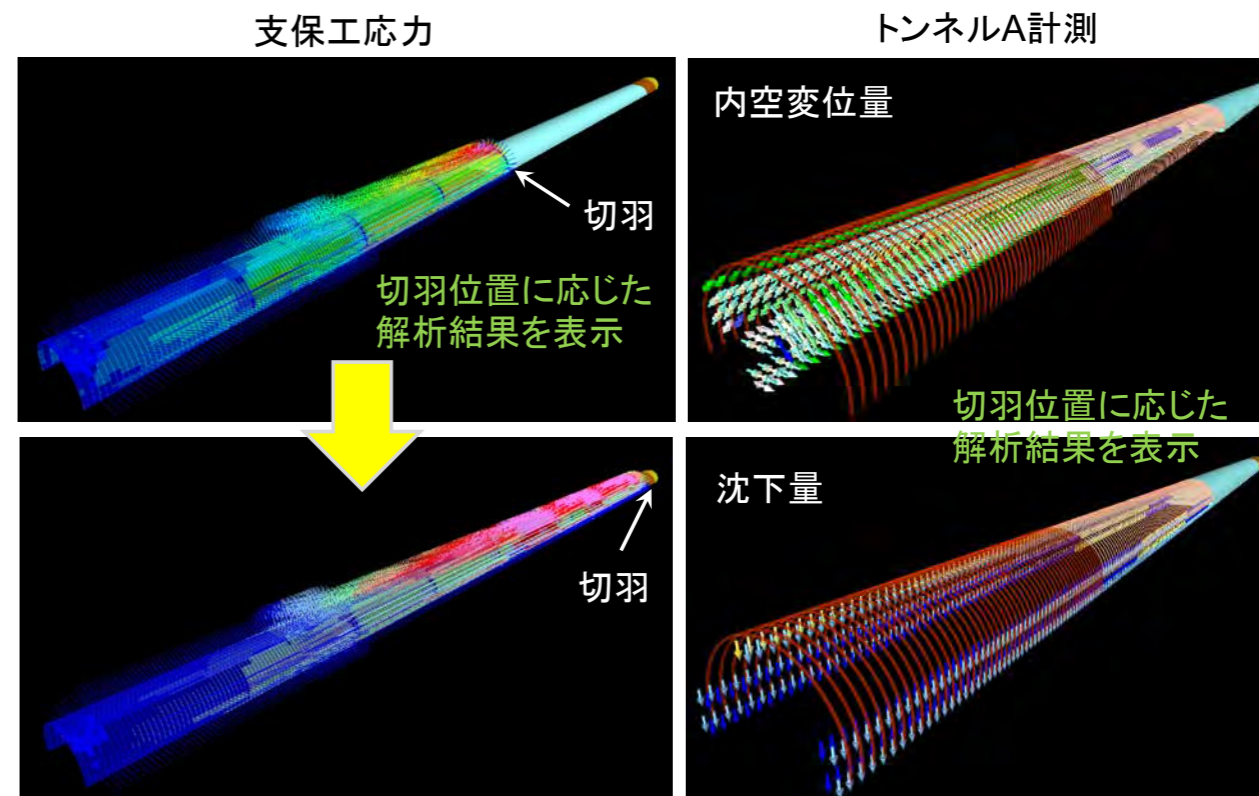 支保工応力
切羽
切羽位置に応じた
解析結果を表示
切羽
トンネルA計測
内空変位量
切羽位置に応じた
解析結果を表示
沈下量